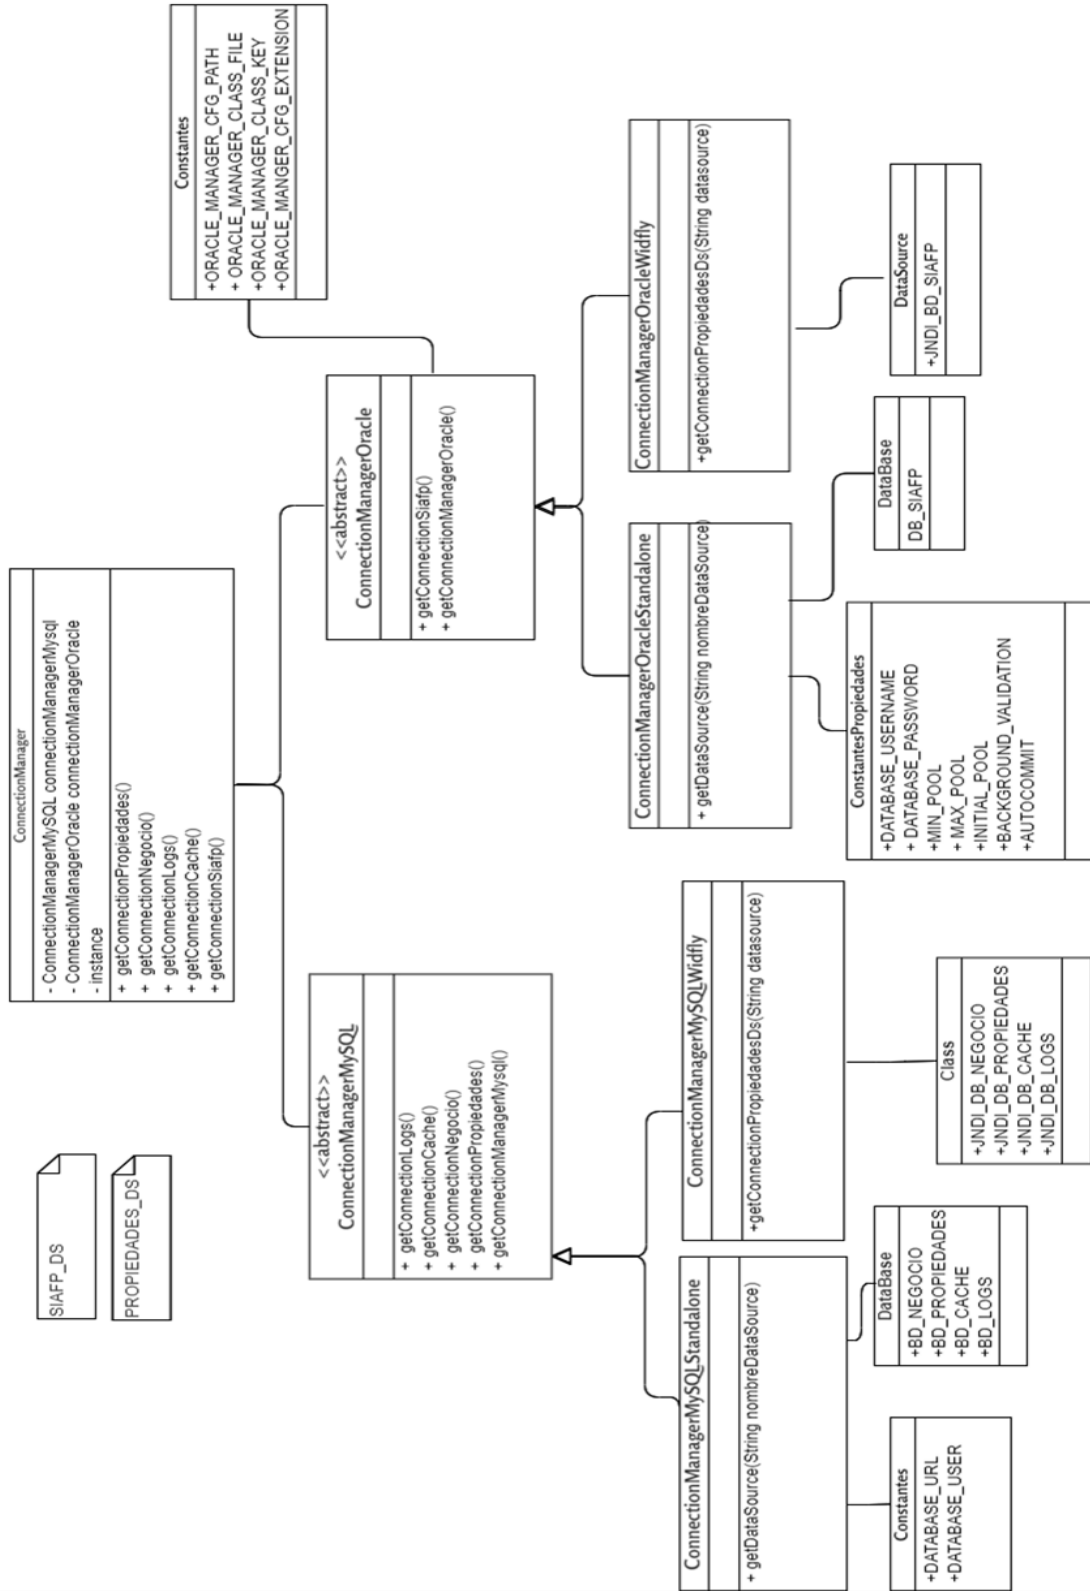 SIAFP_DS
PROPIEDADES_DS
ConnectionManager
- ConnectionManagerMySQL connectionManagerMysql
- ConnectionManagerOracle connectionManagerOracle
- instance
+ getConnectionPropiedades()
+ getConnectionNegocio()
+ getConnectionLogs()
+ getConnectionCache()
+ getConnectionSiafp()
Constantes
+ORACLE_MANAGER_CFG_PATH
+ ORACLE_MANAGER_CLASS_FILE
+ORACLE_MANAGER_CLASS_KEY
+ORACLE_MANGER_CFG_EXTENSION
<<abstract>>
ConnectionManagerMySQL
+ getConnectionLogs()
+ getConnectionCache()
+ getConnectionNegocio()
+ getConnectionPropiedades()
+ getConnectionManagerMysql()
<<abstract>>
ConnectionManagerOracle
+ getConnectionSiafp()
+ getConnectionManagerOracle()
ConnectionManagerMySQLStandalone
+ getDataSource(String nombreDataSource)
ConnectionManagerMySQLWidfly
+getConnectionPropiedadesDs(String datasource)
ConnectionManagerOracleStandalone
+ getDataSource(String nombreDataSource)
ConnectionManagerOracleWidfly
+getConnectionPropiedadesDs(String datasource)
Constantes
+DATABASE_URL
+DATABASE_USER
DataBase
+BD_NEGOCIO
+BD_PROPIEDADES
+BD_CACHE
+BD_LOGS
Class
+JNDI_DB_NEGOCIO
+JNDI_DB_PROPIEDADES
+JNDI_DB_CACHE
+JNDI_DB_LOGS
ConstantesPropiedades
+DATABASE_USERNAME
+ DATABASE_PASSWORD
+MIN_POOL
+ MAX_POOL
+INITIAL_POOL
+BACKGROUND_VALIDATION
+AUTOCOMMIT
DataBase
DB_SIAFP
DataSource
+JNDI_BD_SIAFP